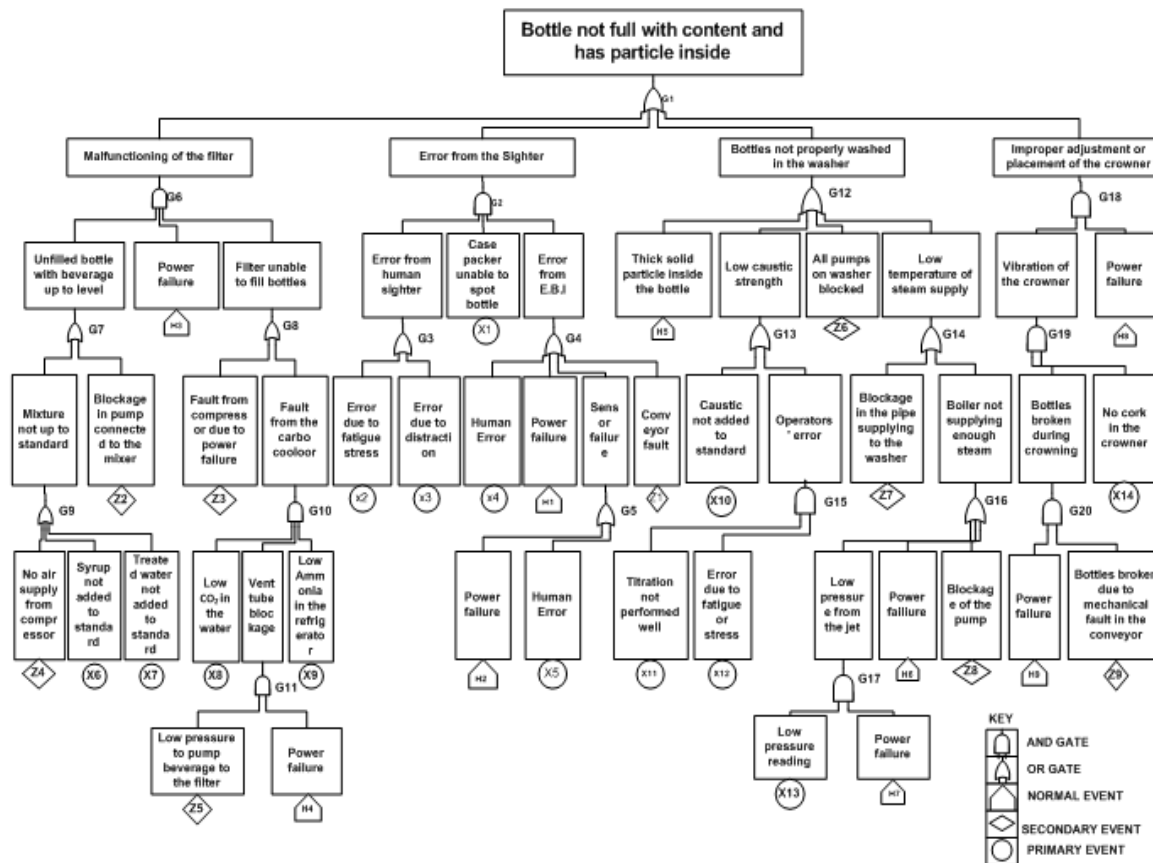 Bottle not full with content and
has particle inside
G1
Malfunctioning of the filter
Error from the Sighter
Bottles not properly washed
in the washer
Improper adjustment or
placement of the crowner
G6
G2
G12
G18
Unfilled bottle
with beverage
up to level
Power
failure
H3
Filter unable
to fill bottles
Error from
human
sighter
Case
packer
unable to
spot
bottle
X1
Error
from
E.B.I
Thick solid
particle inside
the bottle
H5
Low caustic
strength
All pumps
on washer
blocked
Z6
Low
temperature of
steam supply
Vibration of
the crowner
Power
failure
H8
G7
G8
G3
G4
G13
G14
G19
Mixture
not up to
standard
Blockage
in pump
connecte
d to the
mixer
Z2
Fault from
compress
or due to
power
failure
Z3
Fault
from the
carbo
cooloor
Error
due to
fatigue
stress
x2
Error
due to
distracti
on
x3
Human
Error
x4
Power
failure
H1
Sens
or
failur
e
Conv
eyor
fault
Z1
Caustic
not added
to
standard
X10
Operators
' error
Blockage
in the pipe
supplying
to the
washer
Z7
Boiler not
supplying
enough
steam
Bottles
broken
during
crowning
No cork
in the
crowner
X14
G9
G10
G5
G15
G16
G20
No air
supply
from
compr
essor
Z4
Syrup
not
added
to
standa
rd
X6
Treate
d water
not
added
to
standa
rd
X7
Low
CO2 in
the
water
X8
Vent
tube
bloc
kage
Low
Amm
onia
in the
refrig
erato
r
X9
Power
failure
H2
Human
Error
X5
Titration
not
performed
well
X11
Error
due to
fatigue
or
stress
X12
Low
pressur
e from
the jet
Power
faillure
H6
Blockag
e of the
pump
Z8
Power
failure
H9
Bottles broken
due to
mechanical
fault in the
conveyor
Z9
G11
G17
Low pressure
to pump
beverage to
the filter
Z5
Power
failure
H4
Low
pressure
reading
X13
Power
failure
H7
KEY
AND GATE
OR GATE
NORMAL EVENT
SECONDARY EVENT
PRIMARY EVENT